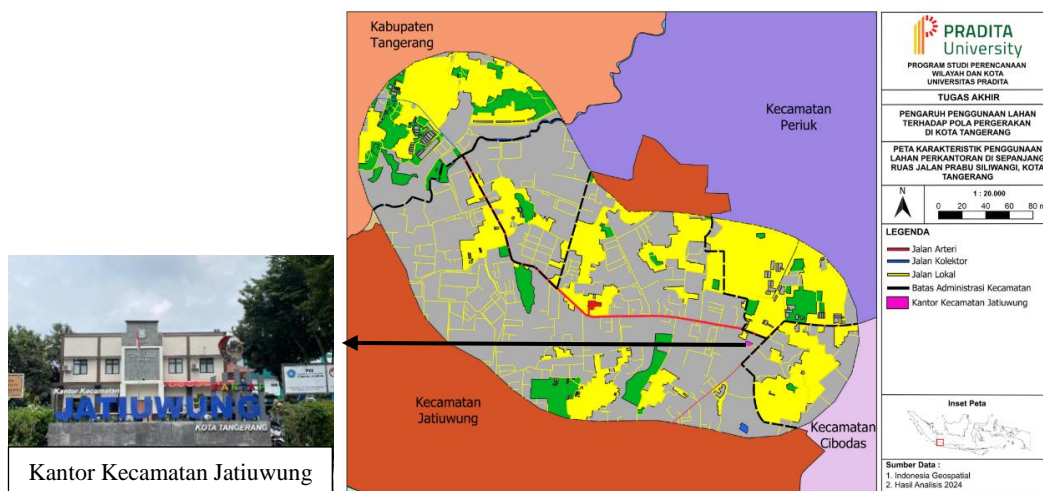 Kabupaten
Tangerang
Kecamatan
Periuk
Kecamatan
Jatiuwung
Kecamatan
Cibodas
PRADITA
University
PROGRAM STUDI PERENCANAAN
WILAYAH DAN KOTA
UNIVERSITAS PRADITA
TUGAS AKHIR
PENGARUH PENGGUNAAN LAHAN
TERHADAP POLA PERGERAKAN
DI KOTA TANGERANG
PETA KARAKTERISTIK PENGGUNAAN
LAHAN PERKANTORAN DI SEPANJANG
RUAS JALAN PRABU SILIWANGI, KOTA
TANGERANG
N
1 : 20.000
0 20 40 60 80 m
LEGENDA
Jalan Arteri
Jalan Kolektor
Jalan Lokal
Batas Administrasi Kecamatan
Kantor Kecamatan Jatiuwung
Inset Peta
Sumber Data :
1. Indonesia Geospatial
2. Hasil Analisis 2024
Kantor Kecamatan
JATIUWUNG
KOTA TANGERANG
Kantor Kecamatan Jatiuwung